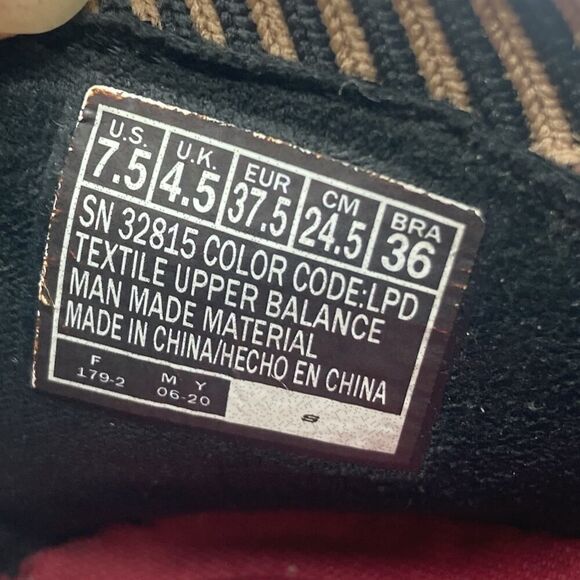 U.S. U.K. EUR CM BRA
7.5 4.5 37.5 24.5 36
SN 32815 COLOR CODE:LPD
TEXTILE UPPER BALANCE
MAN MADE MATERIAL
MADE IN CHINA/HECHO EN CHINA
F M Y
179-2 06-20
S